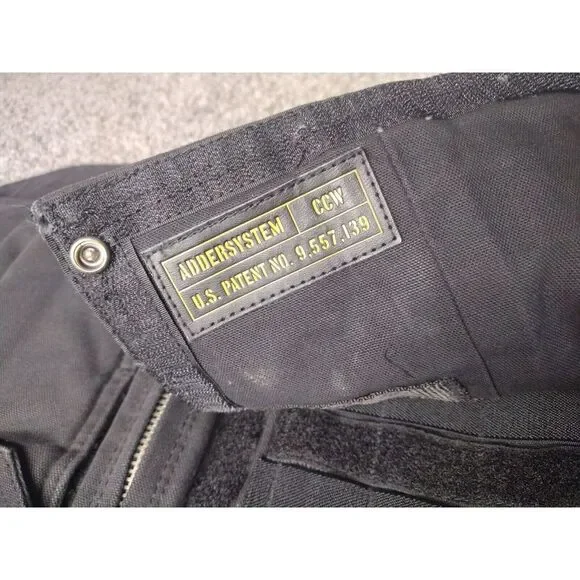 ADDERSYSTEM CCW
U.S. PATENT NO. 9.557.139